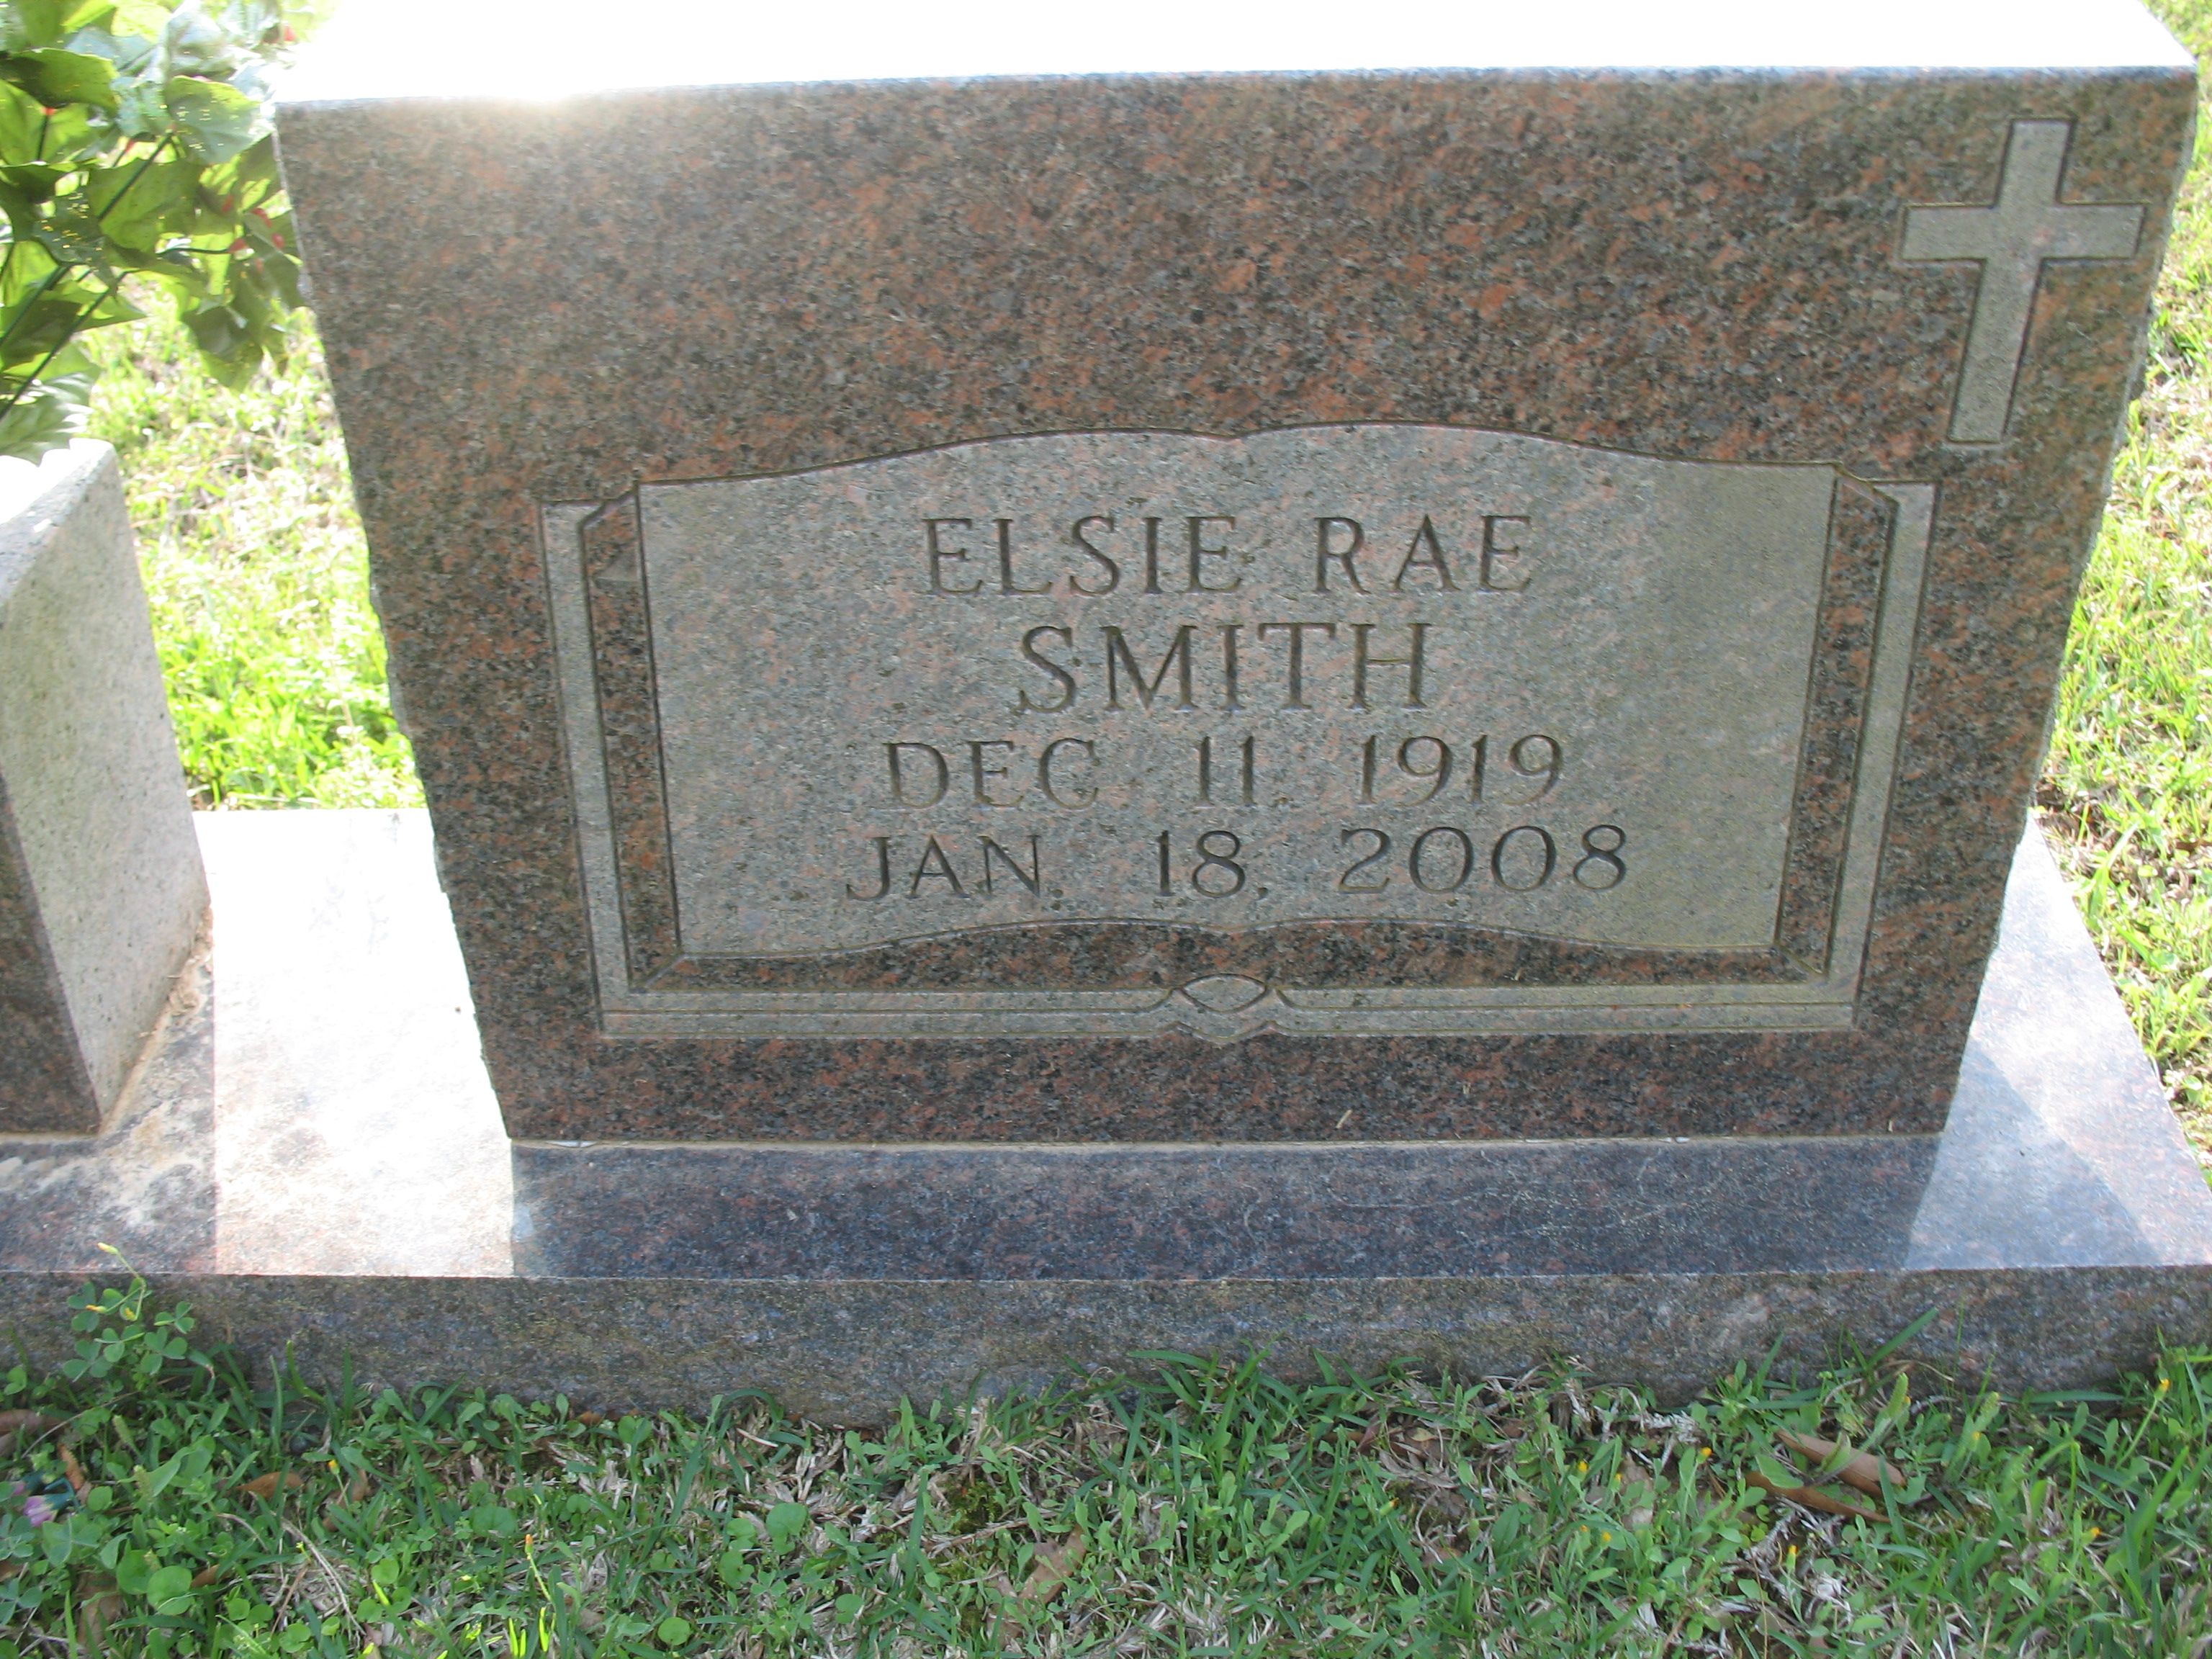 ELSIE RAE
SMITH
DEC. 11, 1919
JAN. 18, 2008